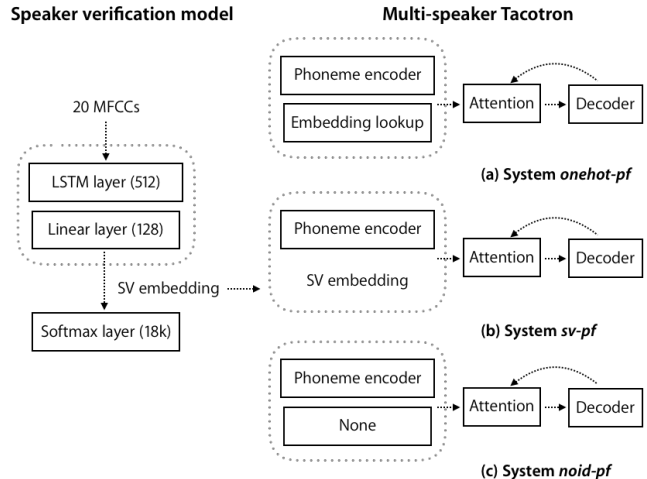 Speaker verification model
20 MFCCs
LSTM layer (512)
Linear layer (128)
SV embedding
Softmax layer (18k)
Multi-speaker Tacotron
Phoneme encoder
Embedding lookup
Attention
Decoder
(a) System onehot-pf
Phoneme encoder
SV embedding
Attention
Decoder
(b) System sv-pf
Phoneme encoder
None
Attention
Decoder
(c) System noid-pf